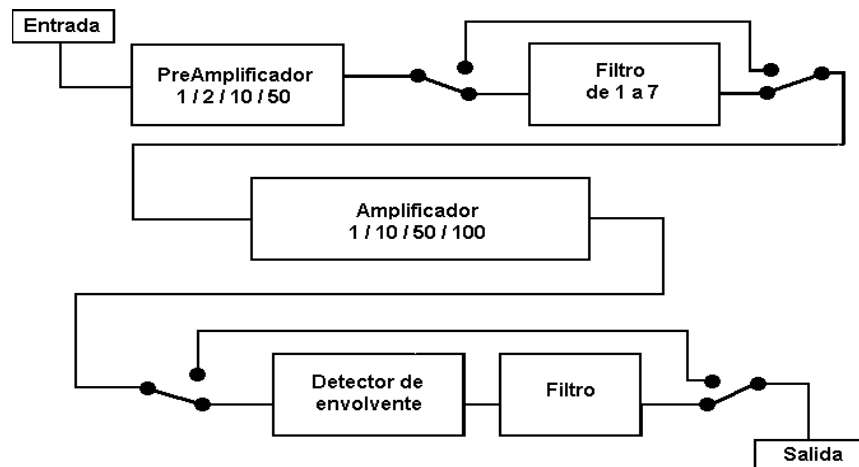 Entrada
PreAmplificador
1 / 2 / 10 / 50
Filtro
de 1 a 7
Amplificador
1 / 10 / 50 / 100
Detector de
envolvente
Filtro
Salida